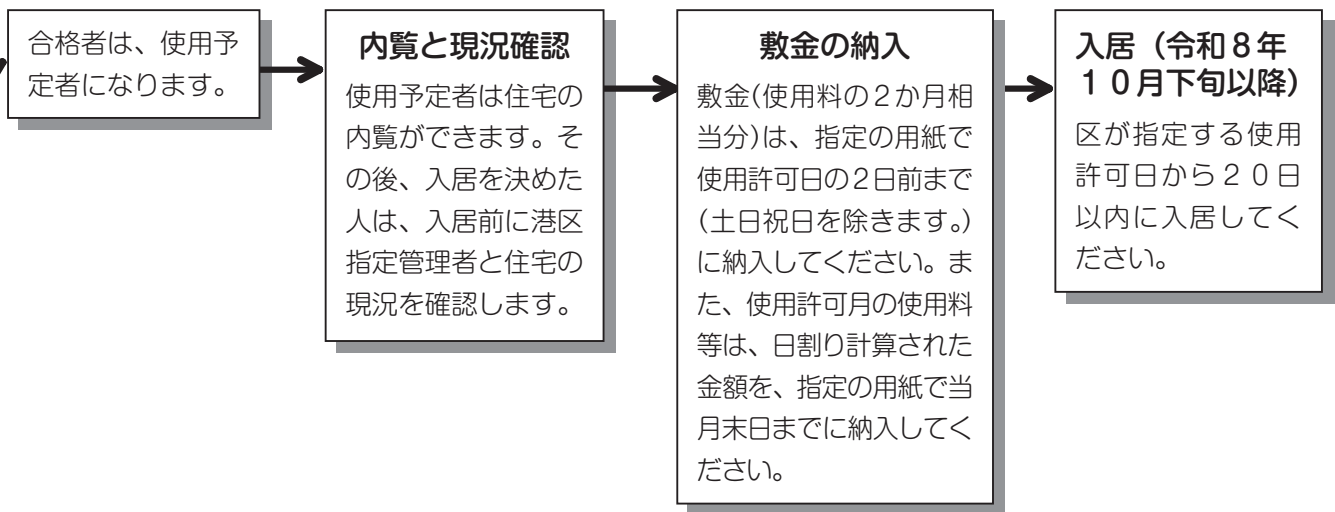 合格者は、使用予
定者になります。
内覧と現況確認
使用予定者は住宅の
内覧ができます。そ
の後、入居を決めた
人は、入居前に港区
指定管理者と住宅の
現況を確認します。
敷金の納入
敷金(使用料の2か月相
当分)は、指定の用紙で
使用許可日の2日前まで
(土日祝日を除きます。)
に納入してください。ま
た、使用許可月の使用料
等は、日割り計算された
金額を、指定の用紙で当
月末日までに納入してく
ださい。
入居(令和8年
10月下旬以降)
区が指定する使用
許可日から20日
以内に入居してく
ださい。